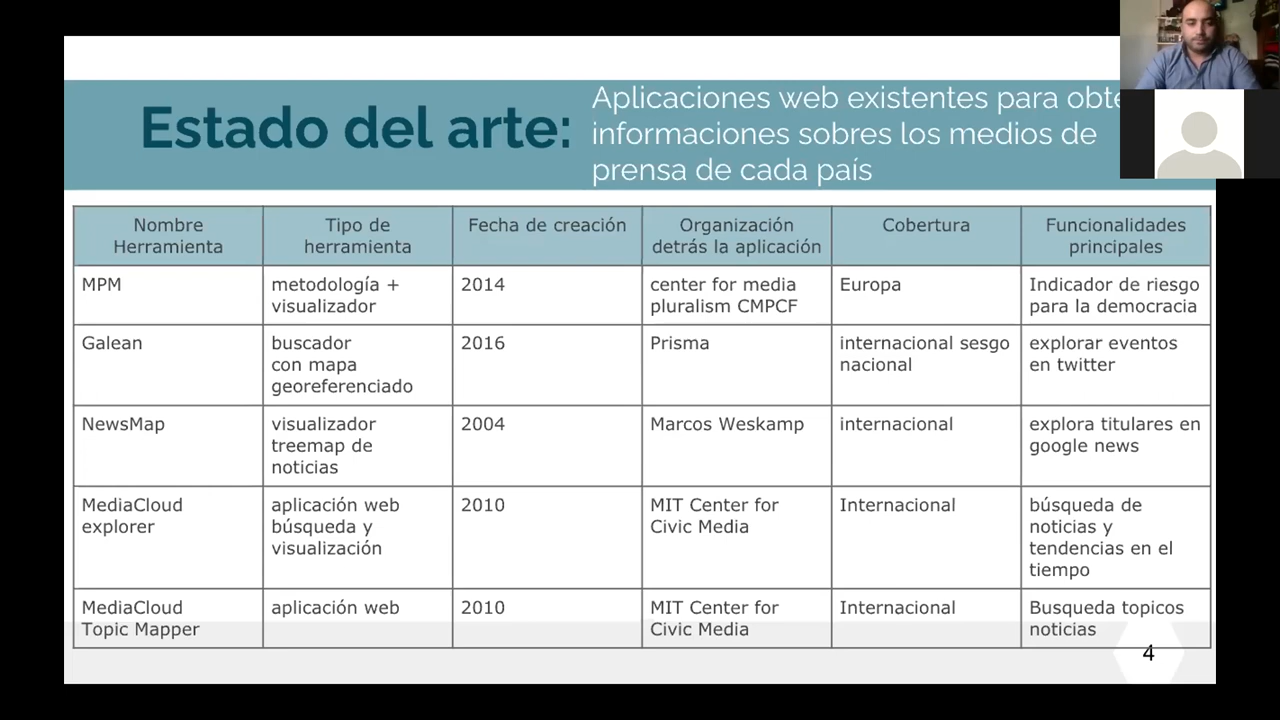 Estado del arte:
Aplicaciones web existentes para
informaciones sobres los medios de
prensa de cada país
Nombre
Herramienta
Tipo de
herramienta
Fecha de creación
Organización
detrás la aplicación
Cobertura
Funcionalidades
principales
MPM
metodología +
visualizador
2014
center for media
pluralism CMPCF
Europa
Indicador de riesgo
para la democracia
Galean
buscador
con mapa
georeferenciado
2016
Prisma
internacional sesgo
nacional
explorar eventos
en twitter
NewsMap
visualizador
treemap de
noticias
2004
Marcos Weskamp
internacional
explora titulares en
google news
MediaCloud
explorer
aplicación web
búsqueda y
visualización
2010
MIT Center for
Civic Media
Internacional
búsqueda de
noticias y
tendencias en el
tiempo
MediaCloud
Topic Mapper
aplicación web
2010
MIT Center for
Civic Media
Internacional
Busqueda topicos
noticias
4